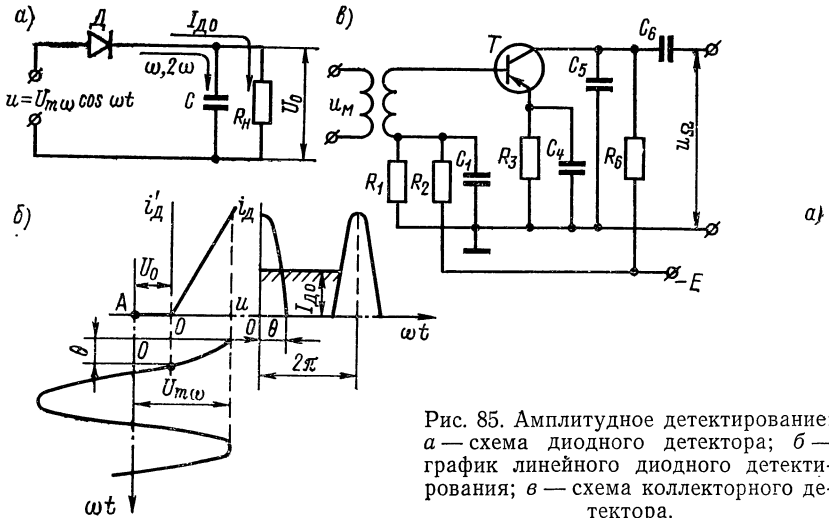 а)
Д
I_ДО
ω, 2ω
C
R_н
U_0
u = U_mω cos ωt
в)
u_м
T
C_6
C_5
R_1
R_2
C_1
R_3
C_4
R_6
u_Ω
-E
а)
б)
i'_Д
i_Д
U_0
A
0
u
0
θ
I_ДО
ωt
θ
0
2π
U_mω
ωt
Рис. 85. Амплитудное детектирование:
а — схема диодного детектора; б —
график линейного диодного детекти-
рования; в — схема коллекторного де-
тектора.